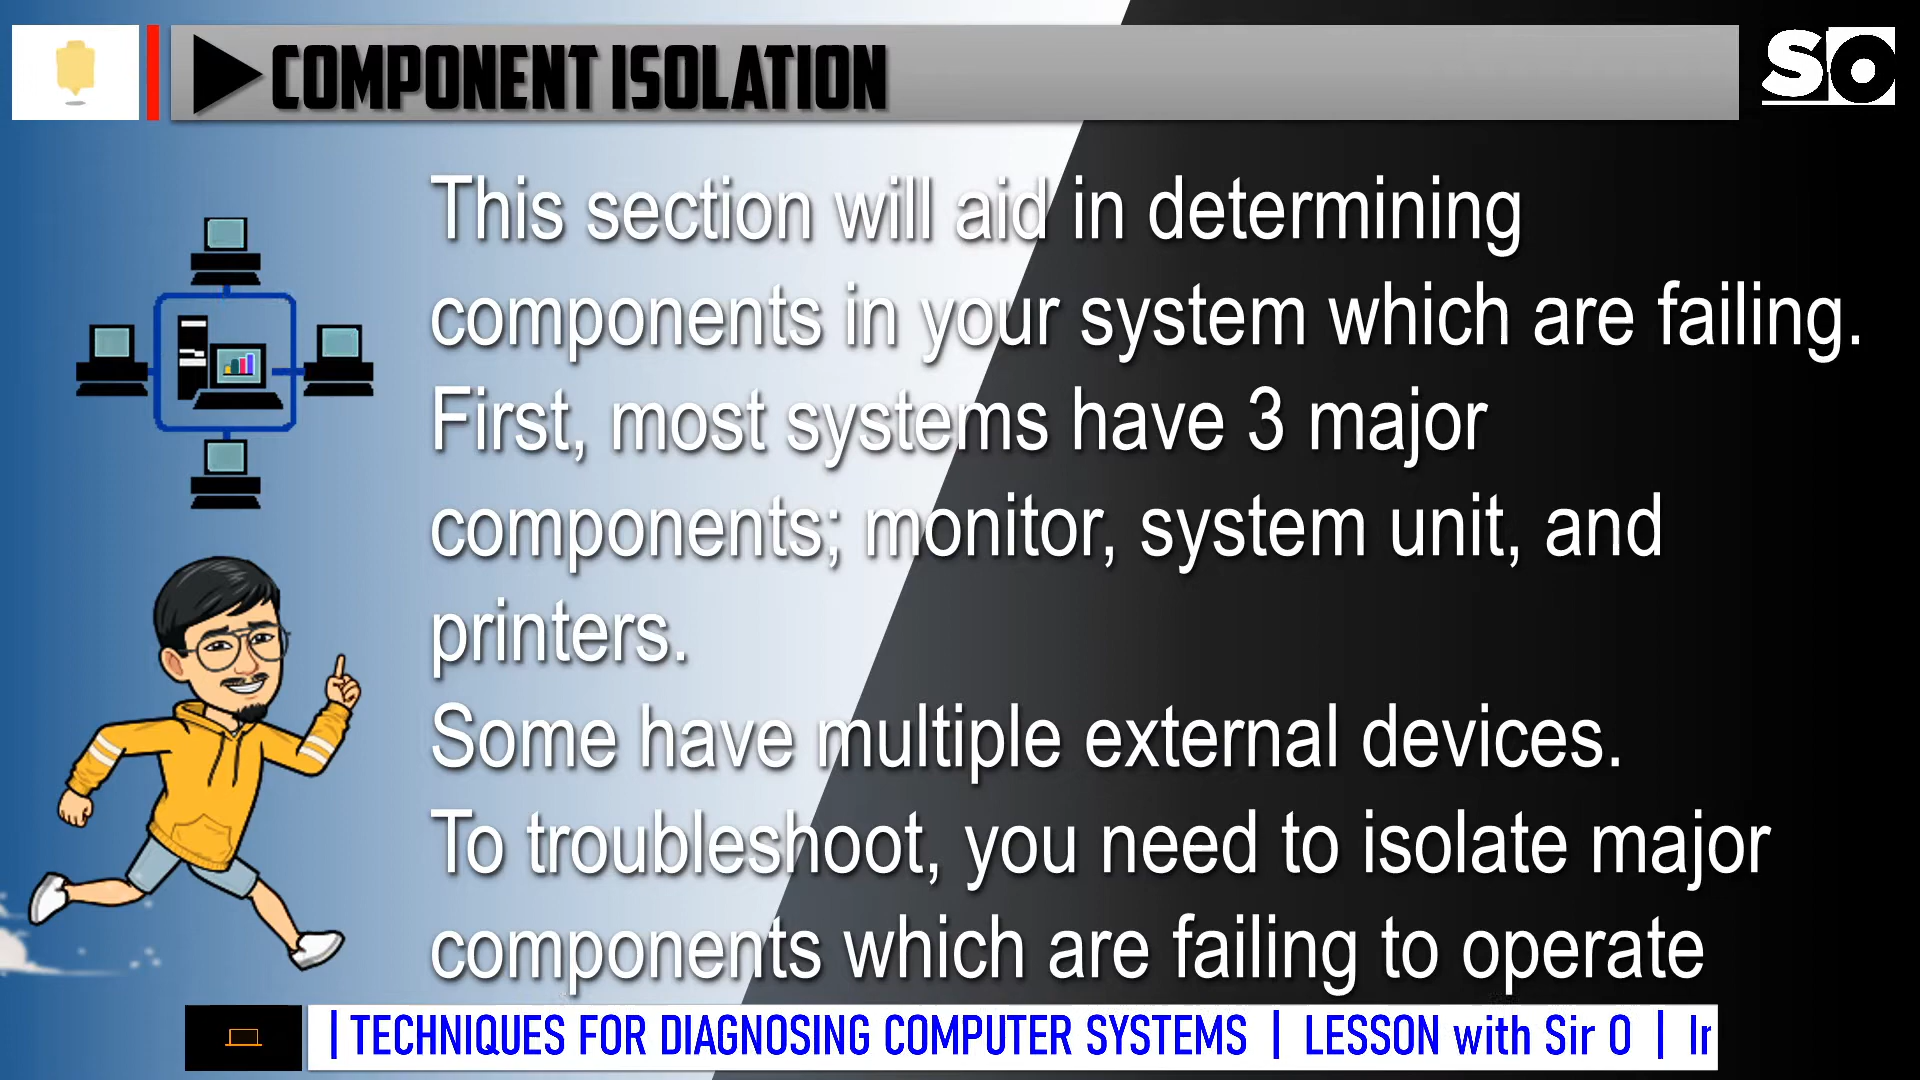 COMPONENT ISOLATION
SO
This section will aid in determining
components in your system which are failing.
First, most systems have 3 major
components; monitor, system unit, and
printers.
Some have multiple external devices.
To troubleshoot, you need to isolate major
components which are failing to operate
| TECHNIQUES FOR DIAGNOSING COMPUTER SYSTEMS | LESSON with Sir O |